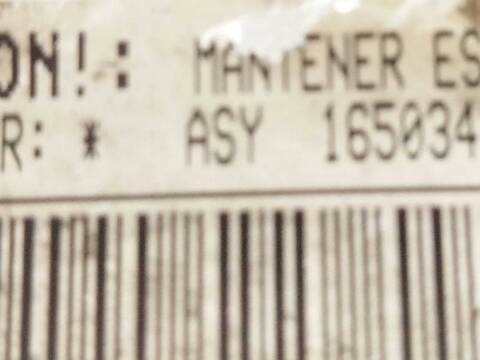 ON!: MANTENER ES
R: * ASY 165034